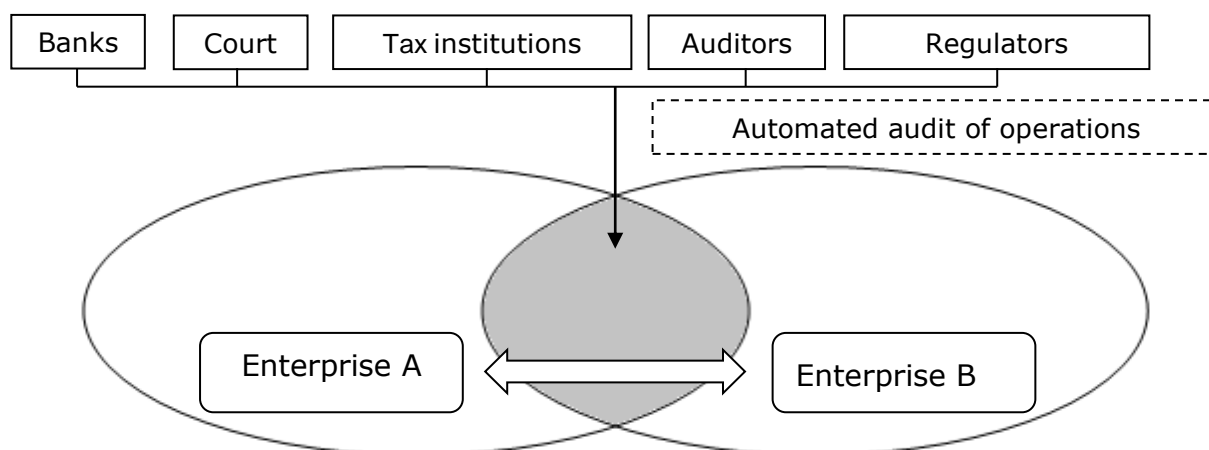 Banks
Court
Tax institutions
Auditors
Regulators
Automated audit of operations
Enterprise A
Enterprise B